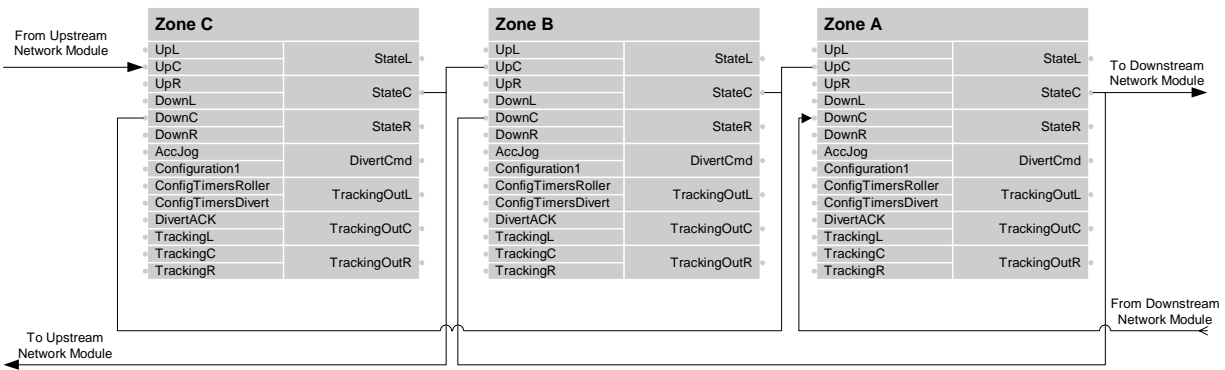 From Upstream
Network Module
Zone C
UpL
UpC
UpR
DownL
DownC
DownR
AccJog
Configuration1
ConfigTimersRoller
ConfigTimersDivert
DivertACK
TrackingL
TrackingC
TrackingR
StateL
StateC
StateR
DivertCmd
TrackingOutL
TrackingOutC
TrackingOutR
Zone B
UpL
UpC
UpR
DownL
DownC
DownR
AccJog
Configuration1
ConfigTimersRoller
ConfigTimersDivert
DivertACK
TrackingL
TrackingC
TrackingR
StateL
StateC
StateR
DivertCmd
TrackingOutL
TrackingOutC
TrackingOutR
Zone A
UpL
UpC
UpR
DownL
DownC
DownR
AccJog
Configuration1
ConfigTimersRoller
ConfigTimersDivert
DivertACK
TrackingL
TrackingC
TrackingR
StateL
StateC
StateR
DivertCmd
TrackingOutL
TrackingOutC
TrackingOutR
To Downstream
Network Module
From Downstream
Network Module
To Upstream
Network Module